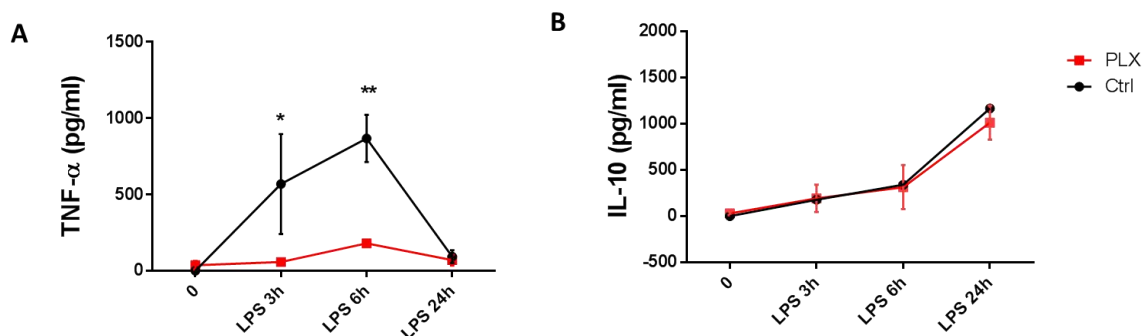 A
TNF-α (pg/ml)
1500
1000
500
0
*
**
0
LPS 3h
LPS 6h
LPS 24h
B
IL-10 (pg/ml)
2000
1500
1000
500
0
-500
0
LPS 3h
LPS 6h
LPS 24h
PLX
Ctrl